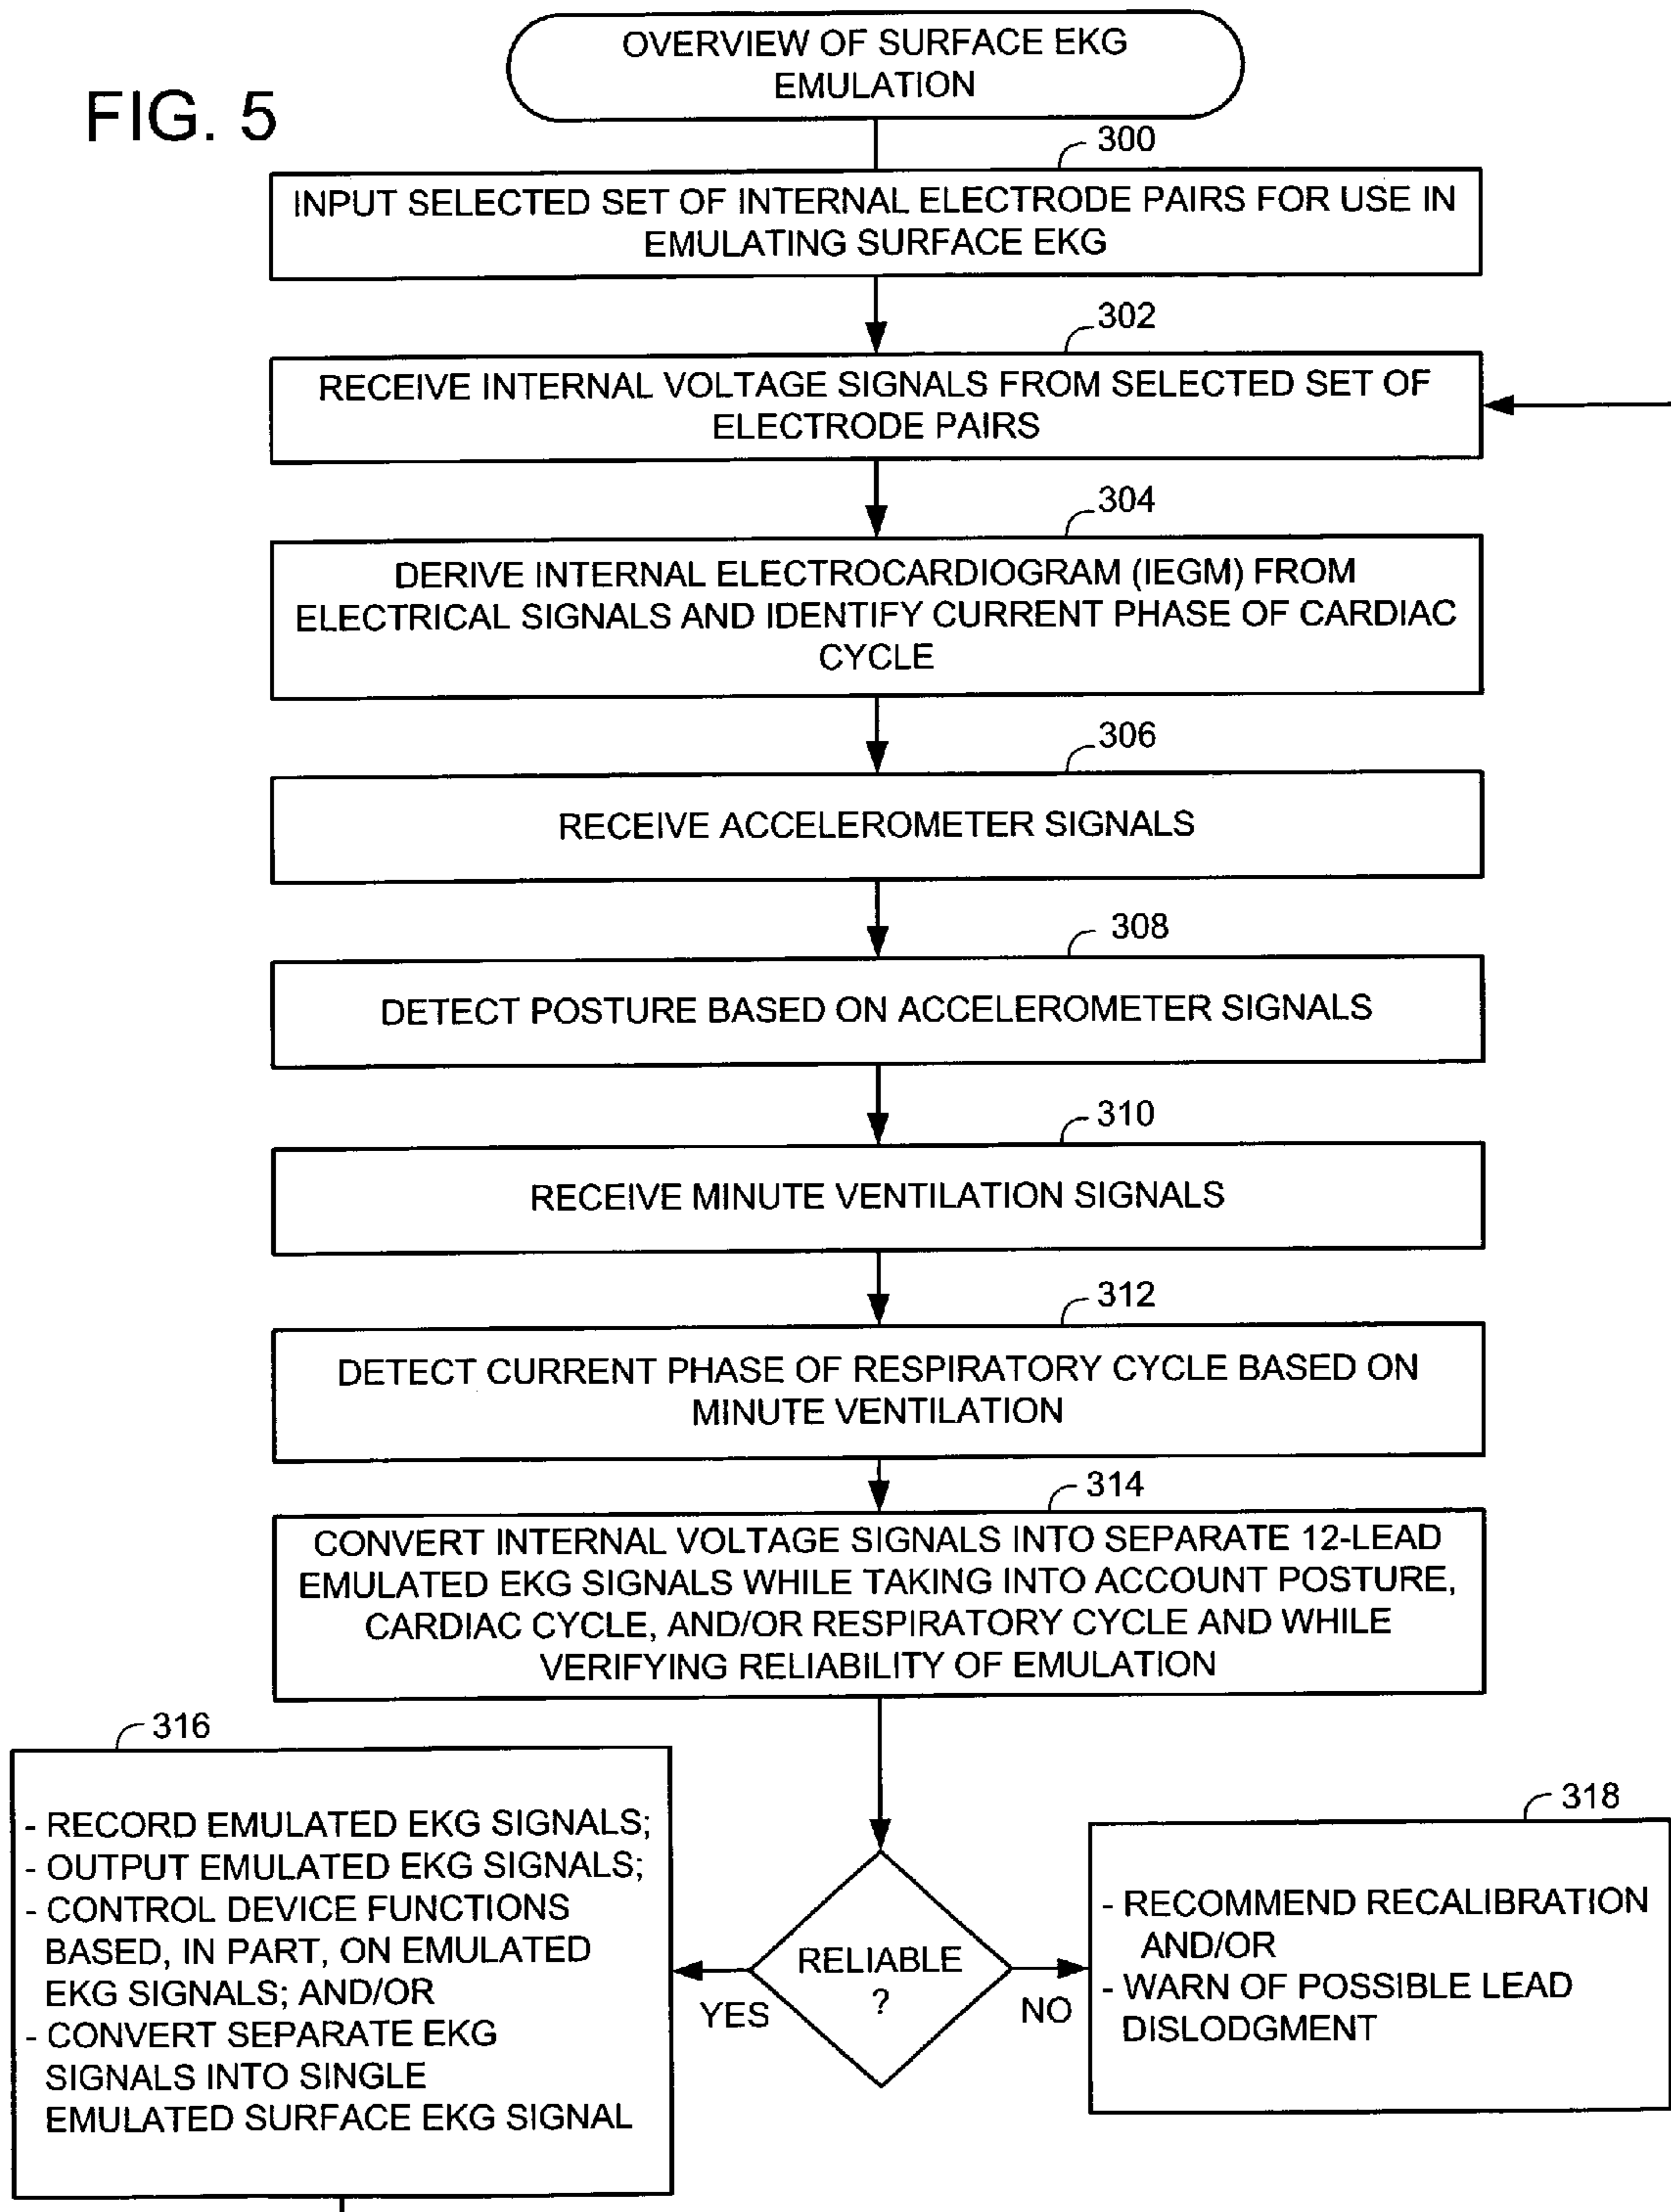 OVERVIEW OF SURFACE EKG
EMULATION
FIG. 5
300
INPUT SELECTED SET OF INTERNAL ELECTRODE PAIRS FOR USE IN
EMULATING SURFACE EKG
302
RECEIVE INTERNAL VOLTAGE SIGNALS FROM SELECTED SET OF
ELECTRODE PAIRS
304
DERIVE INTERNAL ELECTROCARDIOGRAM (IEGM) FROM
ELECTRICAL SIGNALS AND IDENTIFY CURRENT PHASE OF CARDIAC
CYCLE
306
RECEIVE ACCELEROMETER SIGNALS
308
DETECT POSTURE BASED ON ACCELEROMETER SIGNALS
310
RECEIVE MINUTE VENTILATION SIGNALS
312
DETECT CURRENT PHASE OF RESPIRATORY CYCLE BASED ON
MINUTE VENTILATION
314
CONVERT INTERNAL VOLTAGE SIGNALS INTO SEPARATE 12-LEAD
EMULATED EKG SIGNALS WHILE TAKING INTO ACCOUNT POSTURE,
CARDIAC CYCLE, AND/OR RESPIRATORY CYCLE AND WHILE
VERIFYING RELIABILITY OF EMULATION
316
- RECORD EMULATED EKG SIGNALS;
- OUTPUT EMULATED EKG SIGNALS;
- CONTROL DEVICE FUNCTIONS
BASED, IN PART, ON EMULATED
EKG SIGNALS; AND/OR
- CONVERT SEPARATE EKG
SIGNALS INTO SINGLE
EMULATED SURFACE EKG SIGNAL
RELIABLE
?
YES
NO
318
- RECOMMEND RECALIBRATION
AND/OR
- WARN OF POSSIBLE LEAD
DISLODGMENT